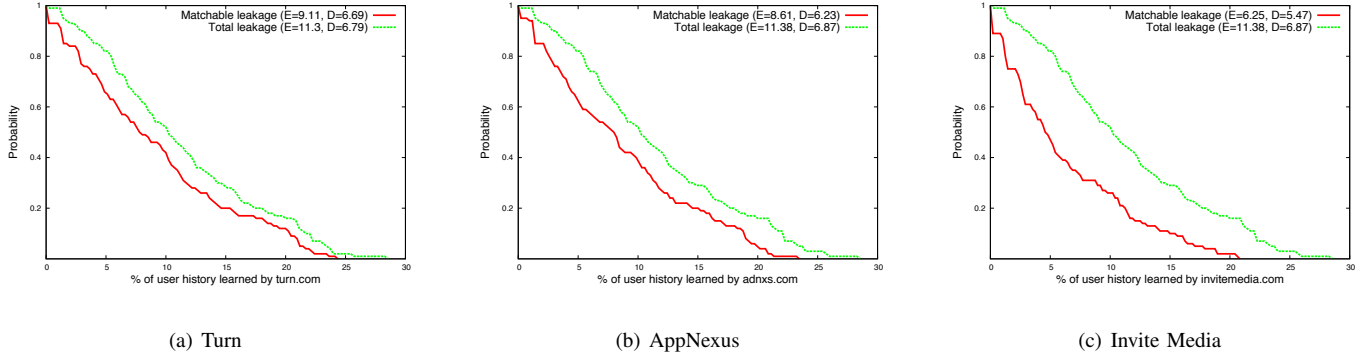 1
0.8
0.6
0.4
0.2
0 5 10 15 20 25 30
Probability
% of user history learned by turn.com
Matchable leakage (E=9.11, D=6.69)
Total leakage (E=11.3, D=6.79)
(a) Turn
1
0.8
0.6
0.4
0.2
0 5 10 15 20 25 30
Probability
% of user history learned by adnxs.com
Matchable leakage (E=8.61, D=6.23)
Total leakage (E=11.38, D=6.87)
(b) AppNexus
1
0.8
0.6
0.4
0.2
0 5 10 15 20 25 30
Probability
% of user history learned by invitemedia.com
Matchable leakage (E=6.25, D=5.47)
Total leakage (E=11.38, D=6.87)
(c) Invite Media